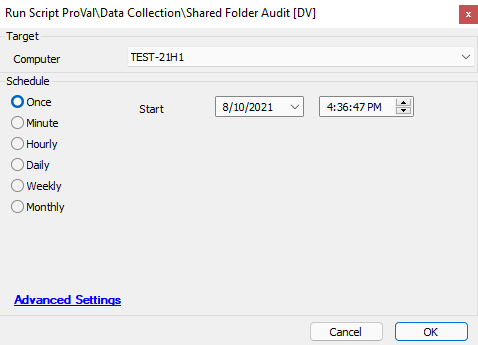 Run Script ProVal\Data Collection\Shared Folder Audit [DV]
x
Target
Computer TEST-21H1
Schedule
Once Start 8/10/2021 4:36:47 PM
Minute
Hourly
Daily
Weekly
Monthly
Advanced Settings
Cancel OK